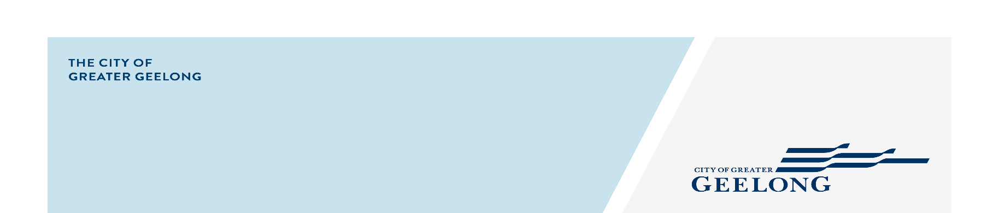 THE CITY OF
GREATER GEELONG
CITY OF GREATER
GEELONG